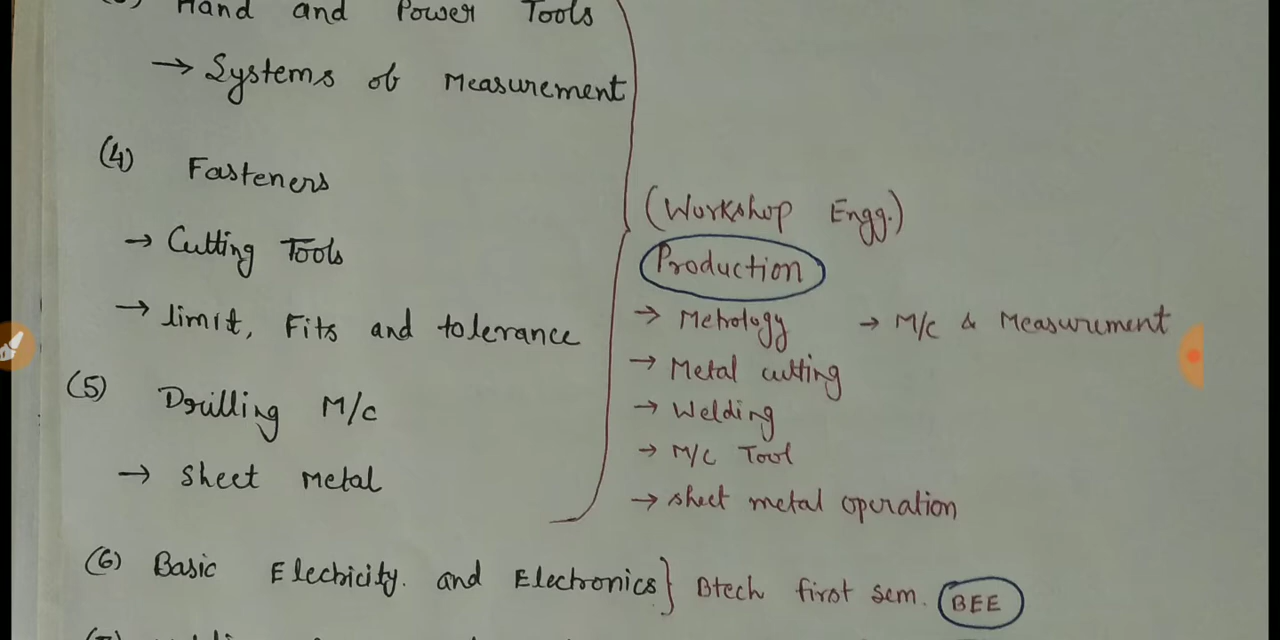 Hand and Power Tools
→ Systems of Measurement
(4) Fasteners
→ Cutting Tools
→ limit, Fits and tolerance
(5) Drilling M/c
→ Sheet Metal
(Workshop Engg.)
Production
→ Metrology → M/c & Measurement
→ Metal cutting
→ Welding
→ M/C Tool
→ sheet metal operation
(6) Basic Electricity. and Electronics} Btech first sem. BEE